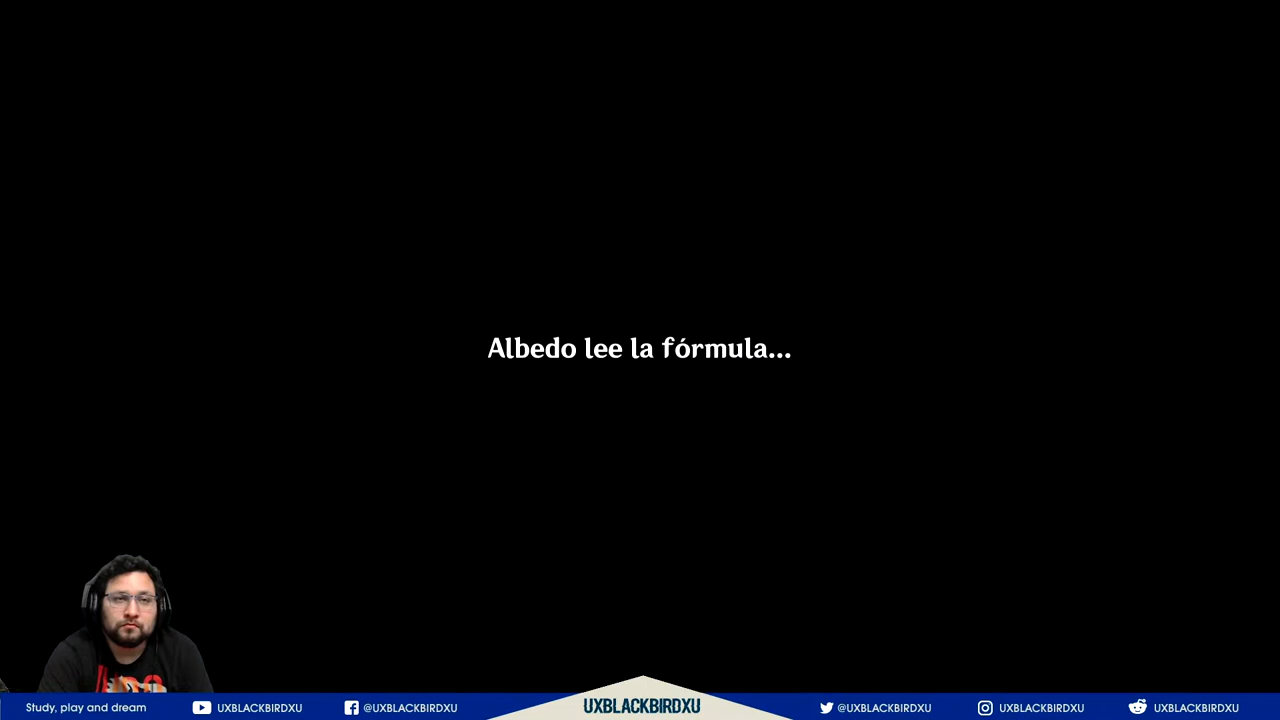 Albedo lee la fórmula...
Study, play and dream
UXBLACKBIRDXU
@UXBLACKBIRDXU
UXBLACKBIRDXU
@UXBLACKBIRDXU
UXBLACKBIRDXU
UXBLACKBIRDXU